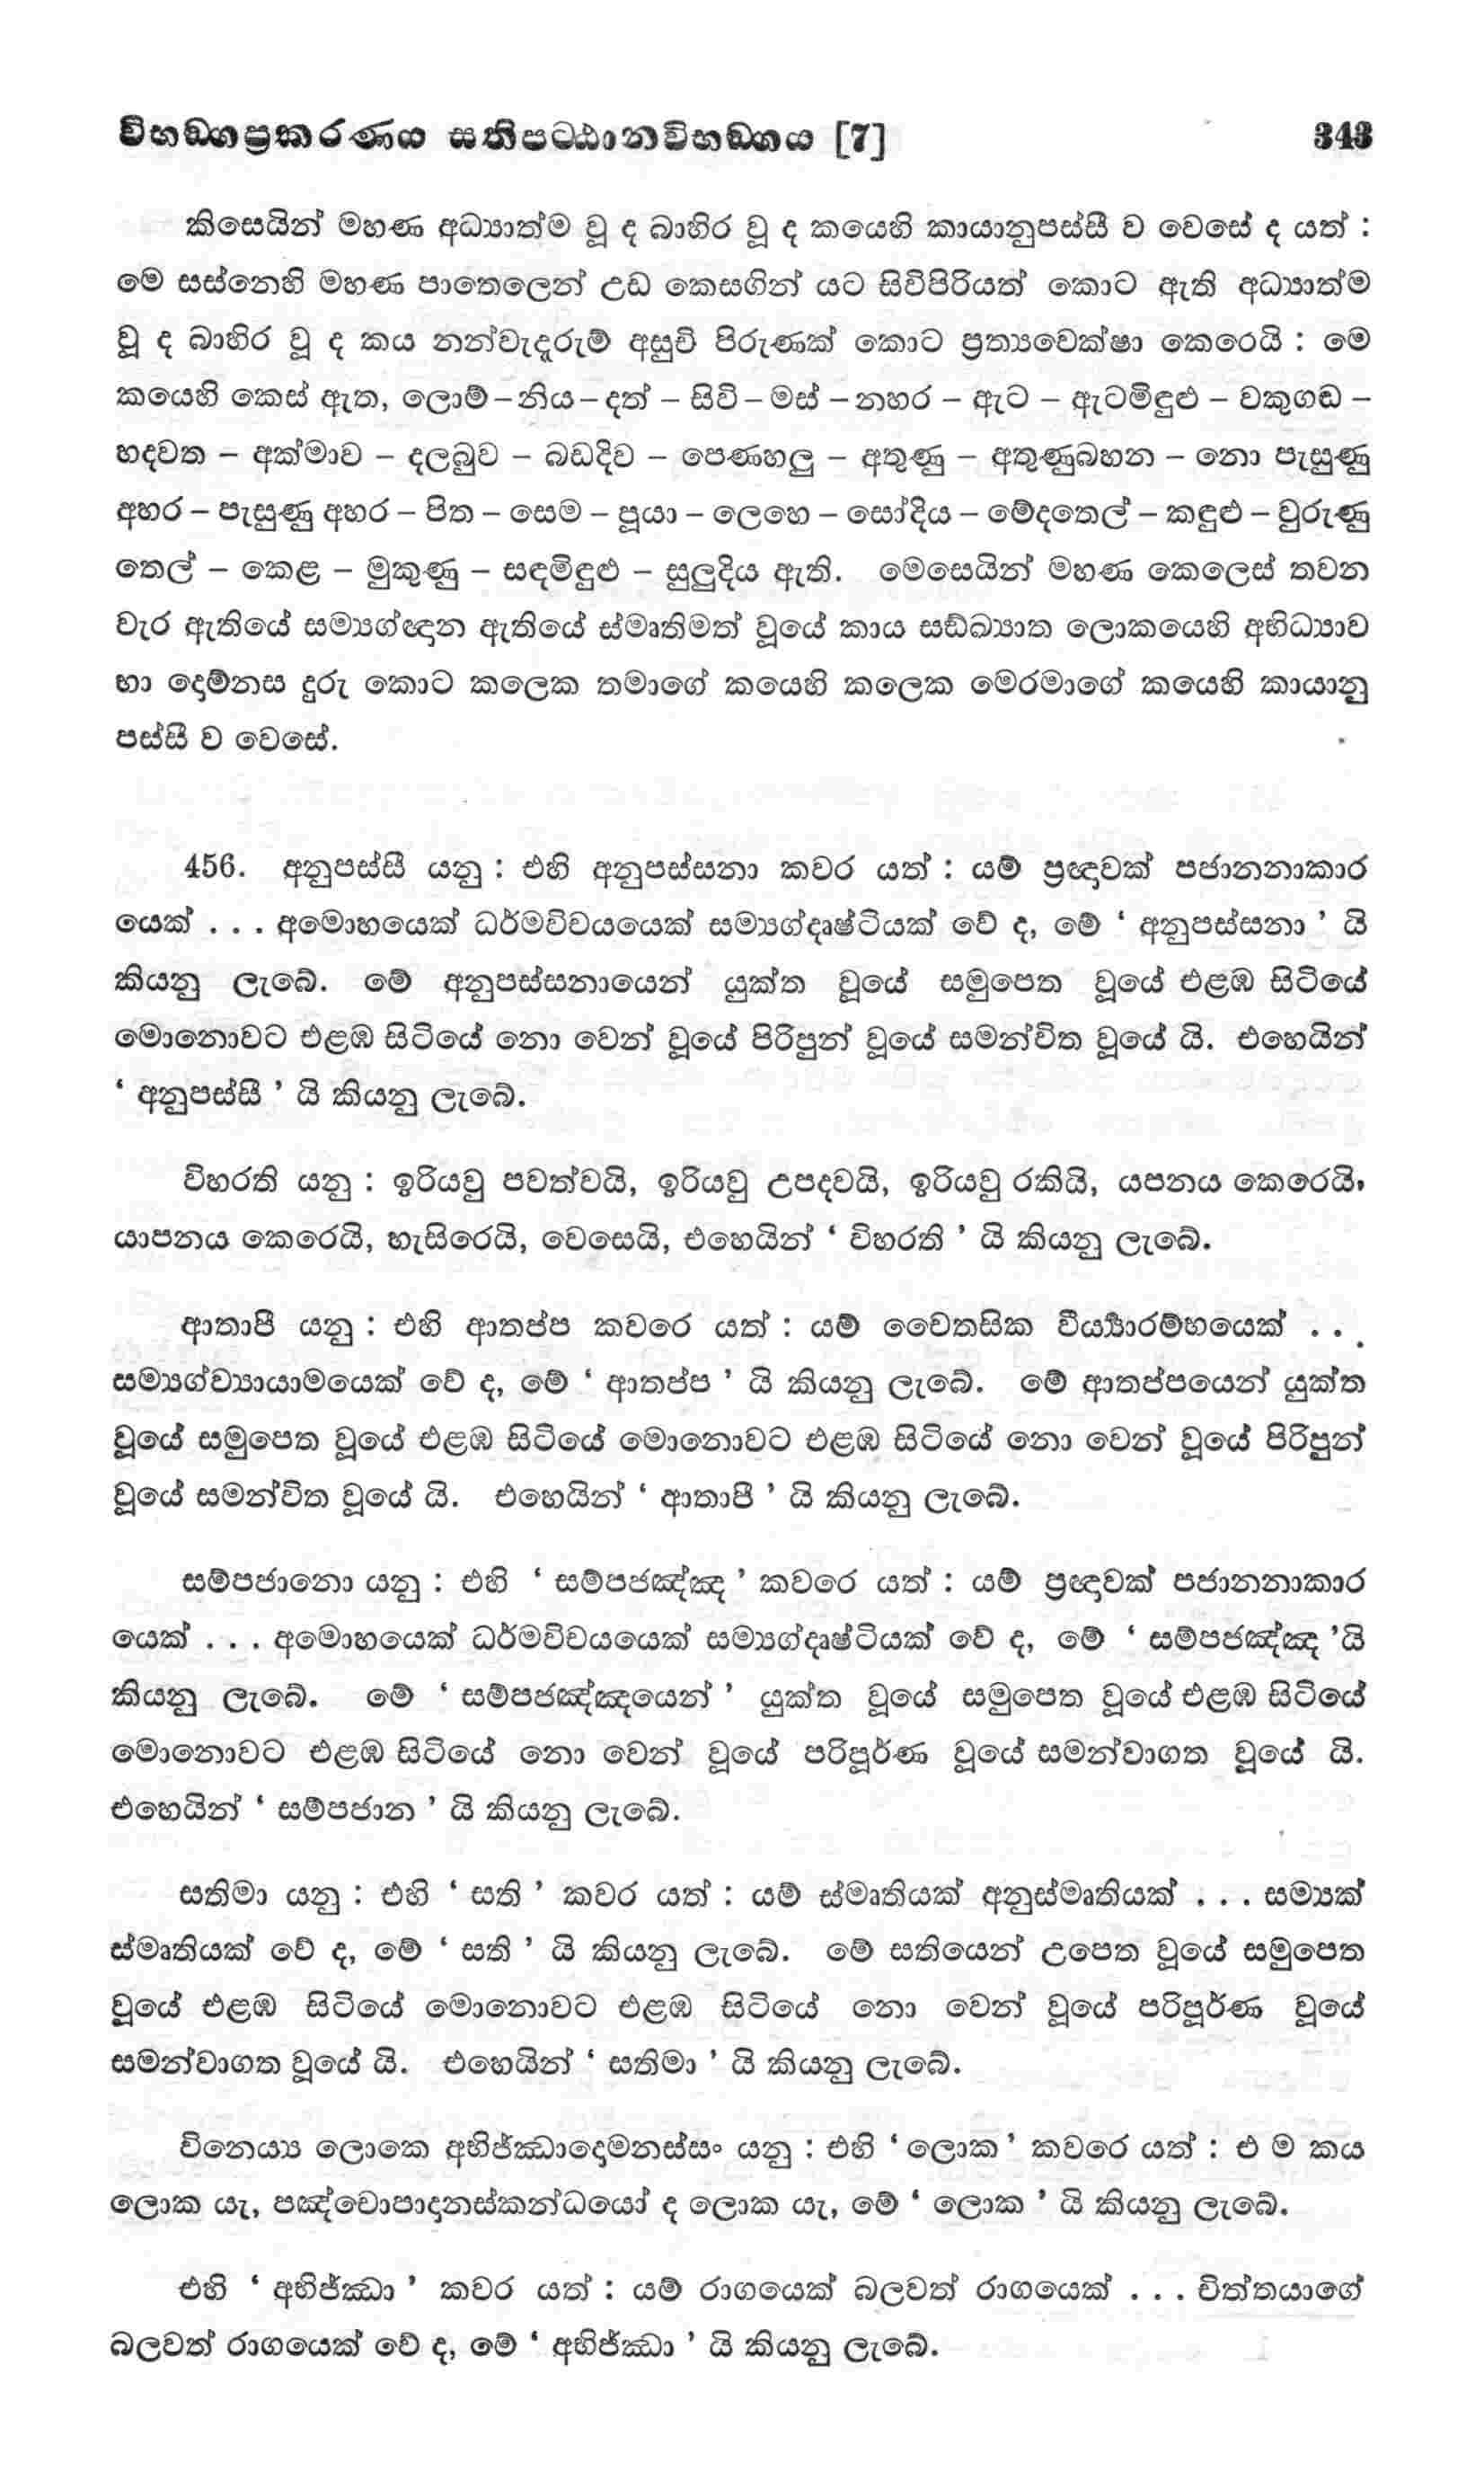 විභඞ්ගප්‍රකරණය සතිපට්ඨානවිභඞ්ගය [7] 343
කිසෙයින් මහණ අධ්‍යාත්ම වූ ද බාහිර වූ ද කයෙහි කායානුපස්සී ව වෙසේ ද යත් :
මෙ සස්නෙහි මහණ පාතෙලෙන් උඩ කෙසගින් යට සිවිපිරියත් කොට ඇති අධ්‍යාත්ම
වූ ද බාහිර වූ ද කය නන්වැදෑරුම් අසුචි පිරුණක් කොට ප්‍රත්‍යවෙක්ෂා කෙරෙයි : මෙ
කයෙහි කෙස් ඇත, ලොම් – නිය – දත් – සිවි – මස් – නහර – ඇට – ඇටමිඳුළු – වකුගඩ –
හදවත – අක්මාව – දලබුව – බඩදිව – පෙණහලු – අතුණු – අතුණුබහන – නො පැසුණු
අහර – පැසුණු අහර – පිත – සෙම – පූයා – ලෙහෙ – සෝදිය – මේදතෙල් – කඳුළු – වුරුණු
තෙල් – කෙළ – මුකුණු – සඳමිඳුළු – සුලුදිය ඇති. මෙසෙයින් මහණ කෙලෙස් තවන
වැර ඇතියේ සම්‍යග්ඥාන ඇතියේ ස්මෘතිමත් වූයේ කාය සඞ්ඛ්‍යාත ලොකයෙහි අභිධ්‍යාව
හා දොම්නස දුරු කොට කලෙක තමාගේ කයෙහි කලෙක මෙරමාගේ කයෙහි කායානු
පස්සී ව වෙසේ.
456. අනුපස්සී යනු : එහි අනුපස්සනා කවර යත් : යම් ප්‍රඥාවක් පජානනාකාර
යෙක් . . . අමොහයෙක් ධර්මවිචයයෙක් සම්‍යග්දෘෂ්ටියක් වේ ද, මේ ‘ අනුපස්සනා ’ යි
කියනු ලැබේ. මේ අනුපස්සනායෙන් යුක්ත වූයේ සමුපෙත වූයේ එළඹ සිටියේ
මොනොවට එළඹ සිටියේ නො වෙන් වූයේ පිරිපුන් වූයේ සමන්විත වූයේ යි. එහෙයින්
‘ අනුපස්සී ’ යි කියනු ලැබේ.
විහරති යනු : ඉරියවු පවත්වයි, ඉරියවු උපදවයි, ඉරියවු රකියි, යපනය කෙරෙයි,
යාපනය කෙරෙයි, හැසිරෙයි, වෙසෙයි, එහෙයින් ‘ විහරති ’ යි කියනු ලැබේ.
ආතාපී යනු : එහි ආතප්ප කවරෙ යත් : යම් චෛතසික වීර්‍ය්‍යාරම්භයෙක් . . .
සම්‍යග්ව්‍යායාමයෙක් වේ ද, මේ ‘ ආතප්ප ’ යි කියනු ලැබේ. මේ ආතප්පයෙන් යුක්ත
වූයේ සමුපෙත වූයේ එළඹ සිටියේ මොනොවට එළඹ සිටියේ නො වෙන් වූයේ පිරිපුන්
වූයේ සමන්විත වූයේ යි. එහෙයින් ‘ ආතාපී ’ යි කියනු ලැබේ.
සම්පජානො යනු : එහි ‘ සම්පජඤ්ඤ ’ කවරෙ යත් : යම් ප්‍රඥාවක් පජානනාකාර
යෙක් . . . අමොහයෙක් ධර්මවිචයයෙක් සම්‍යග්දෘෂ්ටියක් වේ ද, මේ ‘ සම්පජඤ්ඤ ’යි
කියනු ලැබේ. මේ ‘ සම්පජඤ්ඤයෙන් ’ යුක්ත වූයේ සමුපෙත වූයේ එළඹ සිටියේ
මොනොවට එළඹ සිටියේ නො වෙන් වූයේ පරිපූර්ණ වූයේ සමන්වාගත වූයේ යි.
එහෙයින් ‘ සම්පජාන ’ යි කියනු ලැබේ.
සතිමා යනු : එහි ‘ සති ’ කවර යත් : යම් ස්මෘතියක් අනුස්මෘතියක් . . . සම්‍යක්
ස්මෘතියක් වේ ද, මේ ‘ සති ’ යි කියනු ලැබේ. මේ සතියෙන් උපෙත වූයේ සමුපෙත
වූයේ එළඹ සිටියේ මොනොවට එළඹ සිටියේ නො වෙන් වූයේ පරිපූර්ණ වූයේ
සමන්වාගත වූයේ යි. එහෙයින් ‘ සතිමා ’ යි කියනු ලැබේ.
විනෙය්‍ය ලොකෙ අභිජ්ඣාදොමනස්සං යනු : එහි ‘ ලොක ’ කවරෙ යත් : එ ම කය
ලොක යැ, පඤ්චොපාදානස්කන්ධයෝ ද ලොක යැ, මේ ‘ ලොක ’ යි කියනු ලැබේ.
එහි ‘ අභිජ්ඣා ’ කවර යත් : යම් රාගයෙක් බලවත් රාගයෙක් . . . චිත්තයාගේ
බලවත් රාගයෙක් වේ ද, මේ ‘ අභිජ්ඣා ’ යි කියනු ලැබේ.